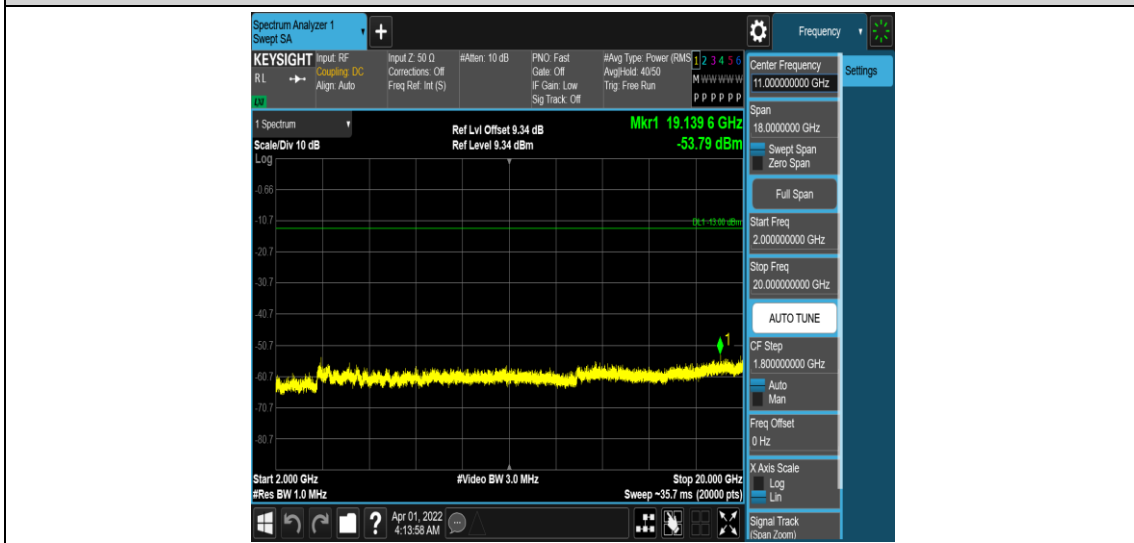 Spectrum Analyzer 1
Swept SA
+
Frequency
KEYSIGHT
RL
Input: RF
Coupling: DC
Align: Auto
Input Z: 50 Ω
Corrections: Off
Freq Ref: Int (S)
#Atten: 10 dB
PNO: Fast
Gate: Off
IF Gain: Low
Sig Track: Off
#Avg Type: Power (RMS
Avg|Hold: 40/50
Trig: Free Run
1 2 3 4 5 6
M W W W W W
P P P P P P
Center Frequency
11.000000000 GHz
Settings
Span
18.0000000 GHz
Swept Span
Zero Span
Full Span
Start Freq
2.000000000 GHz
Stop Freq
20.000000000 GHz
AUTO TUNE
CF Step
1.800000000 GHz
Auto
Man
Freq Offset
0 Hz
X Axis Scale
Log
Lin
Signal Track
(Span Zoom)
1 Spectrum
Scale/Div 10 dB
Log
Ref Lvl Offset 9.34 dB
Ref Level 9.34 dBm
Mkr1 19.139 6 GHz
-53.79 dBm
-0.66
-10.7
DL1 -13.00 dBm
-20.7
-30.7
-40.7
-50.7
1
-60.7
-70.7
-80.7
Start 2.000 GHz
#Res BW 1.0 MHz
#Video BW 3.0 MHz
Stop 20.000 GHz
Sweep ~35.7 ms (20000 pts)
?
Apr 01, 2022
4:13:58 AM